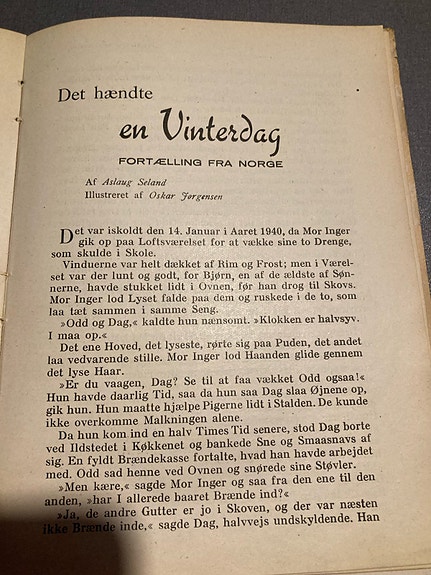 Det hændte
en Vinterdag
FORTÆLLING FRA NORGE
Af Aslaug Seland
Illustreret af Oskar Jørgensen
Det var iskoldt den 14. Januar i Aaret 1940, da Mor Inger
gik op paa Loftsværelset for at vække sine to Drenge,
som skulde i Skole.
Vinduerne var helt dækket af Rim og Frost; men i Værel-
set var der lunt og godt, for Bjørn, en af de ældste af Søn-
nerne, havde stukket lidt i Ovnen, før han drog til Skovs.
Mor Inger lod Lyset falde paa dem og ruskede i de to, som
laa tæt sammen i samme Seng.
»Odd og Dag,« kaldte hun nænsomt. »Klokken er halvsyv.
I maa op.«
Det ene Hoved, det lyseste, rørte sig paa Puden, det andet
laa vedvarende stille. Mor Inger lod Haanden glide gennem
det lyse Haar.
»Er du vaagen, Dag? Se til at faa vækket Odd ogsaa!«
Hun havde daarlig Tid, saa da hun saa Dag slaa Øjnene op,
gik hun. Hun maatte hjælpe Pigerne lidt i Stalden. De kunde
ikke overkomme Malkningen alene.
Da hun kom ind en halv Times Tid senere, stod Dag borte
ved Ildstedet i Køkkenet og bankede Sne og Smaasnavs af
sig. En fyldt Brændekasse fortalte, hvad han havde arbejdet
med. Odd sad henne ved Ovnen og snørede sine Støvler.
»Men kære,« sagde Mor Inger og saa fra den ene til den
anden, »har I allerede baaret Brænde ind?«
»Ja, de andre Gutter er jo i Skoven, og der var næsten
ikke Brænde inde,« sagde Dag, halvvejs undskyldende. Han